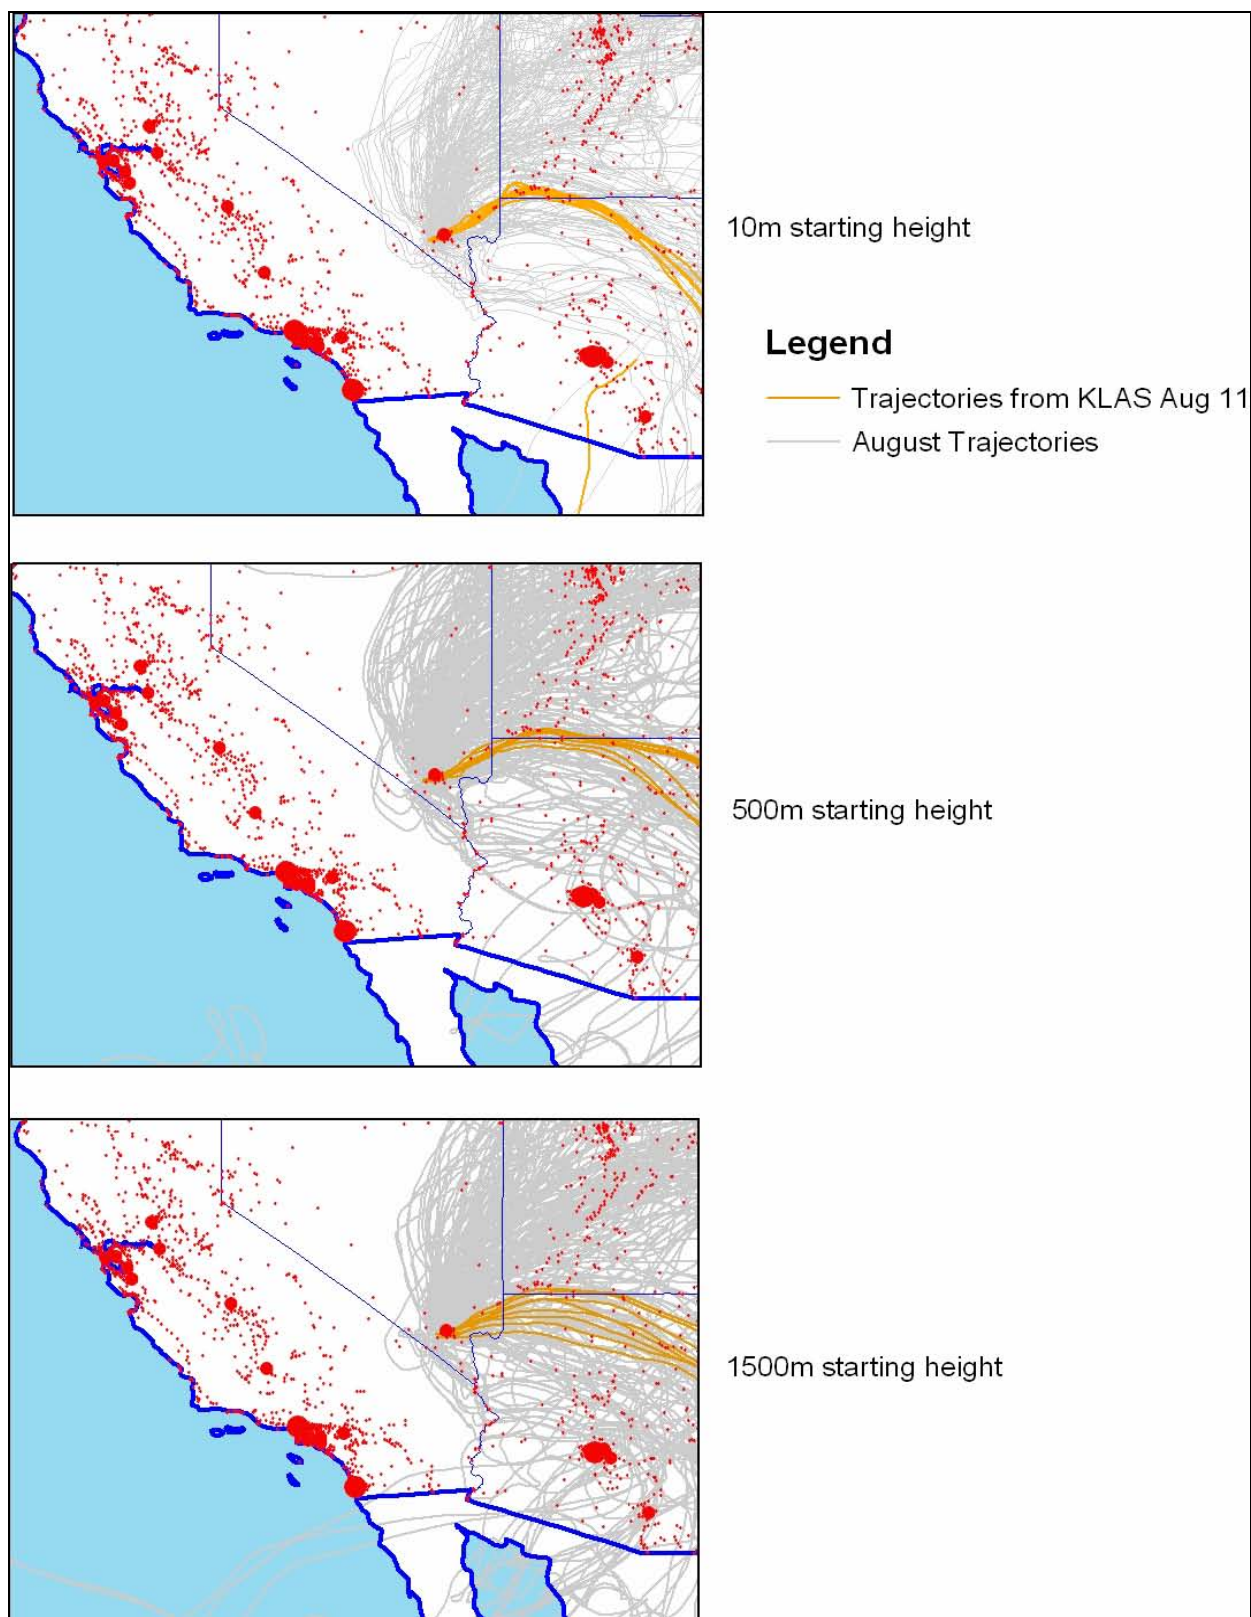 10m starting height
Legend
Trajectories from KLAS Aug 11
August Trajectories
500m starting height
1500m starting height